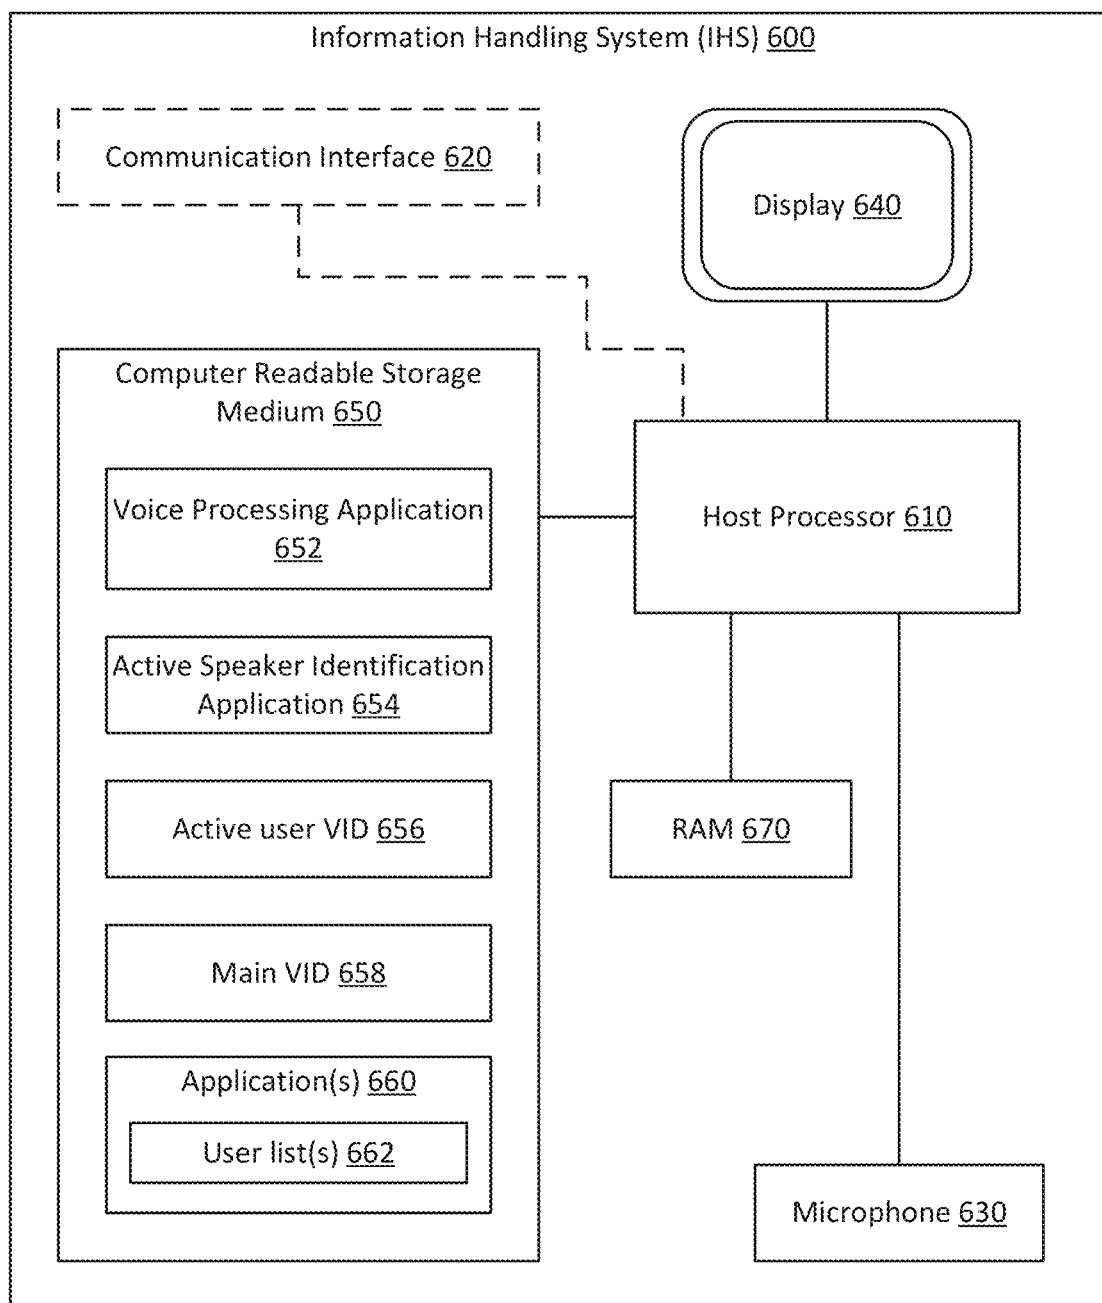 Information Handling System (IHS) 600
Communication Interface 620
Display 640
Computer Readable Storage
Medium 650
Voice Processing Application
652
Host Processor 610
Active Speaker Identification
Application 654
Active user VID 656
RAM 670
Main VID 658
Application(s) 660
User list(s) 662
Microphone 630